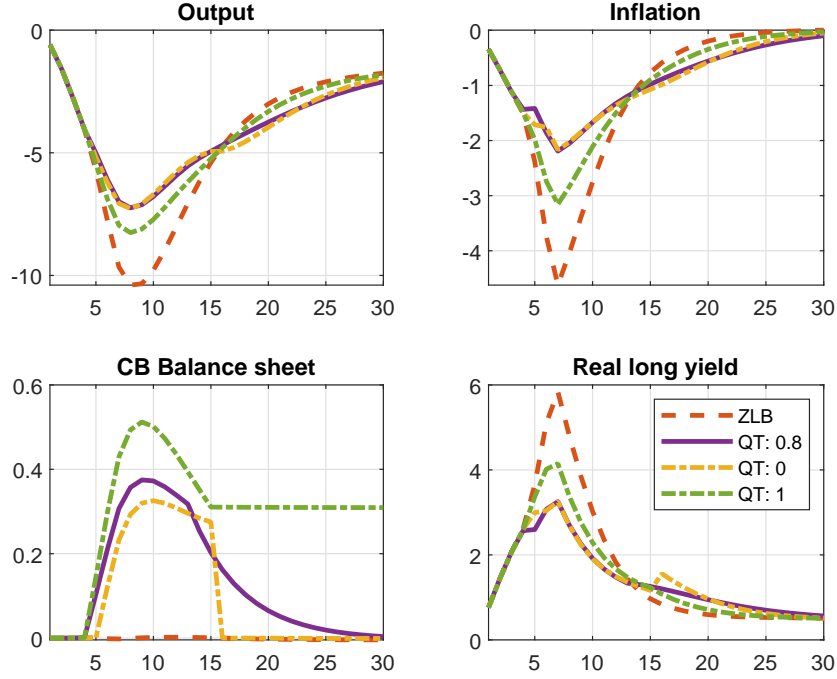 Output
0
-5
-10
5 10 15 20 25 30
Inflation
0
-1
-2
-3
-4
5 10 15 20 25 30
CB Balance sheet
0.6
0.4
0.2
0
5 10 15 20 25 30
Real long yield
6
4
2
0
5 10 15 20 25 30
ZLB
QT: 0.8
QT: 0
QT: 1